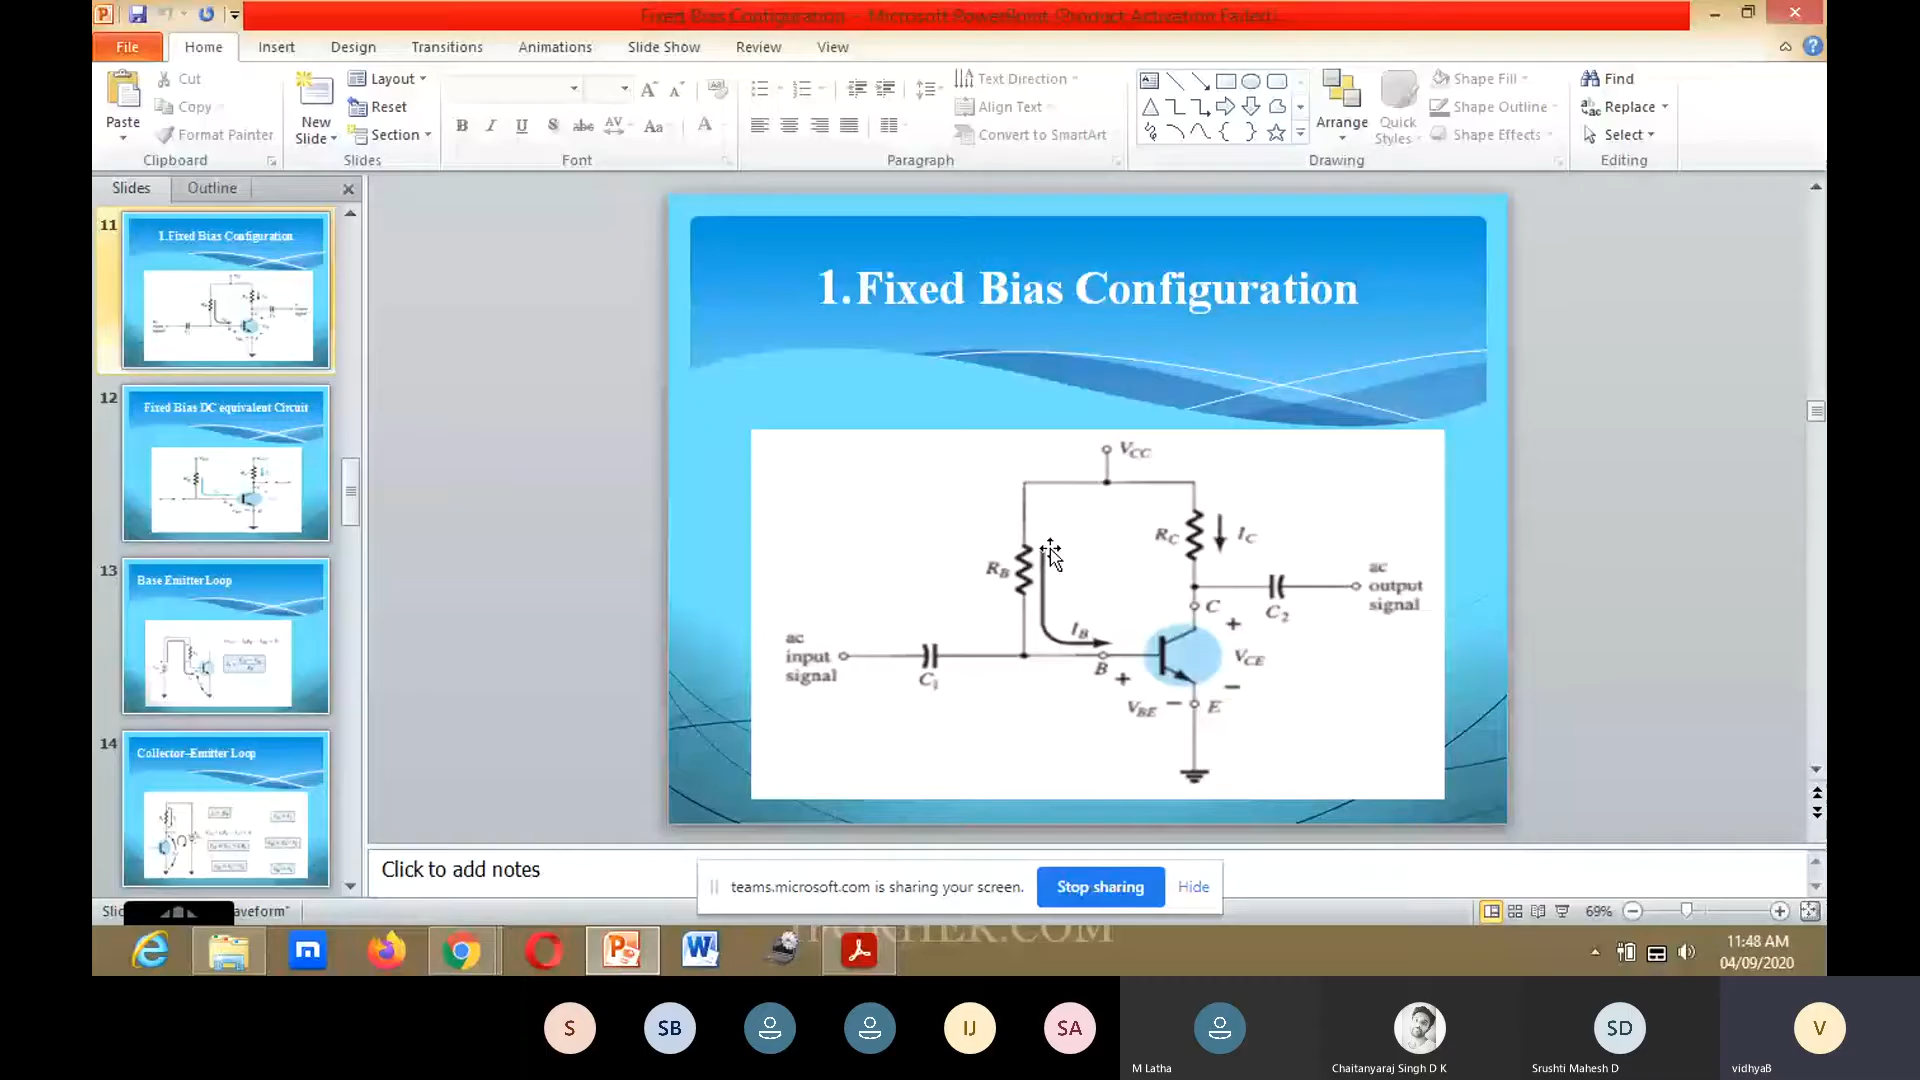 Fixed Bias Configuration - Microsoft PowerPoint (Product Activation Failed)
File Home Insert Design Transitions Animations Slide Show Review View
Paste
Cut
Copy
Format Painter
Clipboard
New
Slide
Layout
Reset
Section
Slides
B I U S abc AV Aa A
Font
Text Direction
Align Text
Convert to SmartArt
Paragraph
Arrange
Quick
Styles
Shape Fill
Shape Outline
Shape Effects
Drawing
Find
Replace
Select
Editing
Slides Outline
11
1.Fixed Bias Configuration
12
Fixed Bias DC equivalent Circuit
13
Base Emitter Loop
14
Collector–Emitter Loop
1.Fixed Bias Configuration
VCC
RC IC
RB
ac
output
signal
C
C2
+
IB
ac
input
signal
C1
B +
VCE
−
VBE − E
Click to add notes
teams.microsoft.com is sharing your screen. Stop sharing Hide
aveform"
69%
11:48 AM
04/09/2020
S SB IJ SA SD V
M Latha Chaitanyaraj Singh D K Srushti Mahesh D vidhyaB